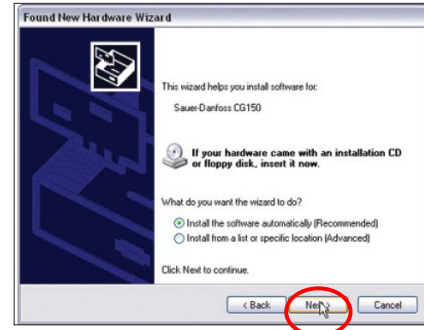 Found New Hardware Wizard
This wizard helps you install software for:
Sauer-Danfoss CG150
If your hardware came with an installation CD
or floppy disk, insert it now.
What do you want the wizard to do?
Install the software automatically (Recommended)
Install from a list or specific location (Advanced)
Click Next to continue.
< Back Next > Cancel